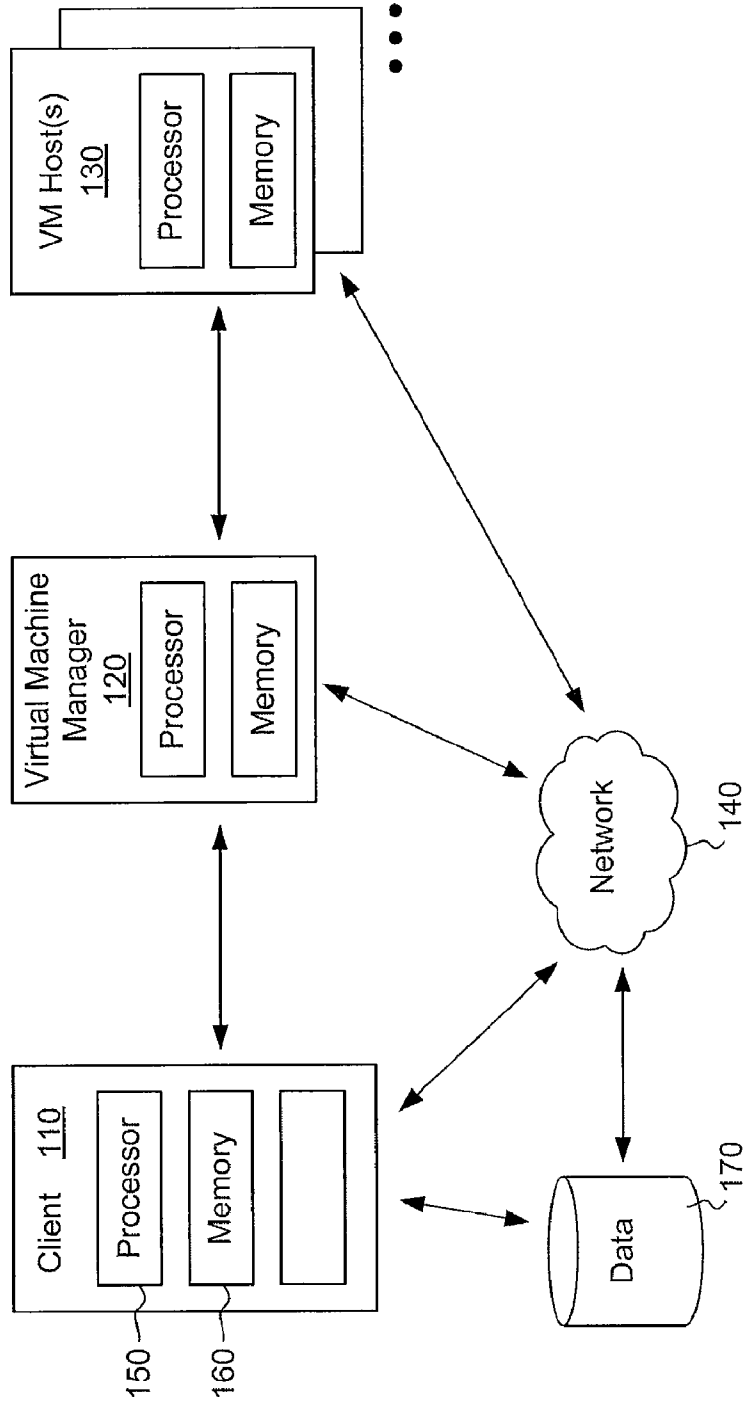 Client 110
Processor
Memory
150
160
Virtual Machine
Manager
120
Processor
Memory
VM Host(s)
130
Processor
Memory
Data
170
Network
140